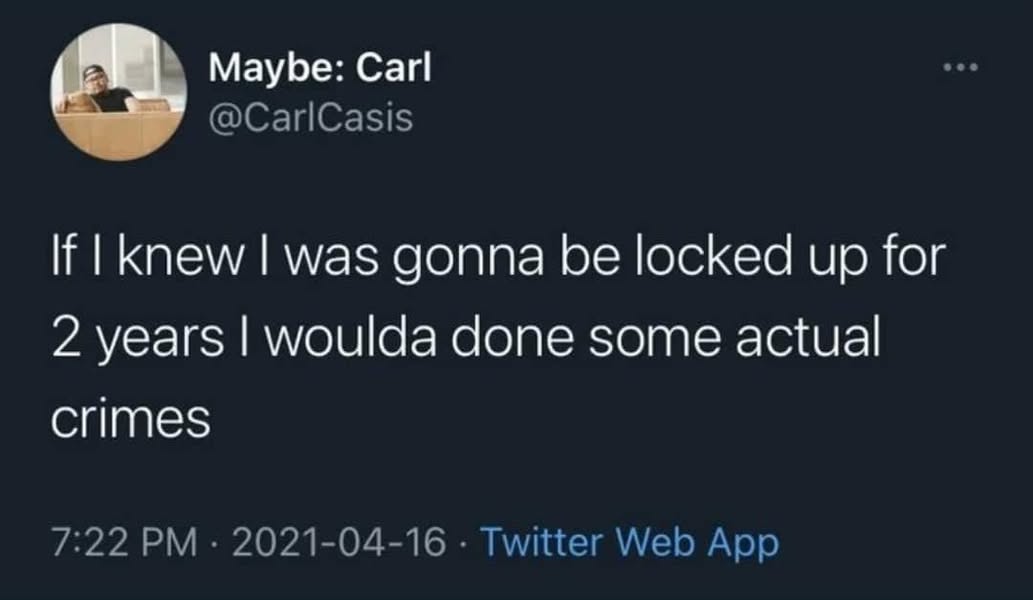 Maybe: Carl
@CarlCasis
If I knew I was gonna be locked up for
2 years I woulda done some actual
crimes
7:22 PM · 2021-04-16 · Twitter Web App